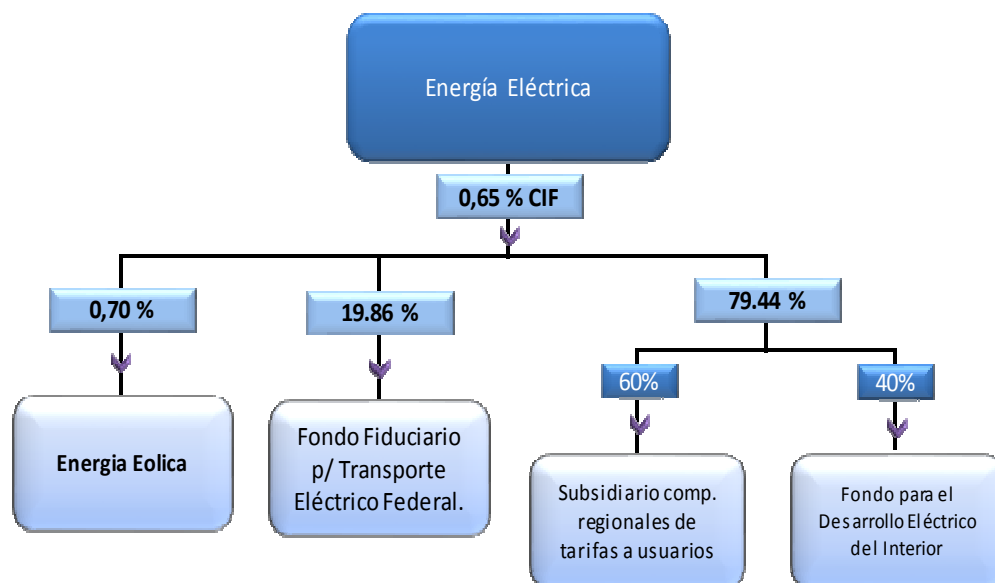 Energía Eléctrica
0,65 % CIF
0,70 %
19.86 %
79.44 %
60%
40%
Energia Eolica
Fondo Fiduciario
p/ Transporte
Eléctrico Federal.
Subsidiario comp.
regionales de
tarifas a usuarios
Fondo para el
Desarrollo Eléctrico
del Interior